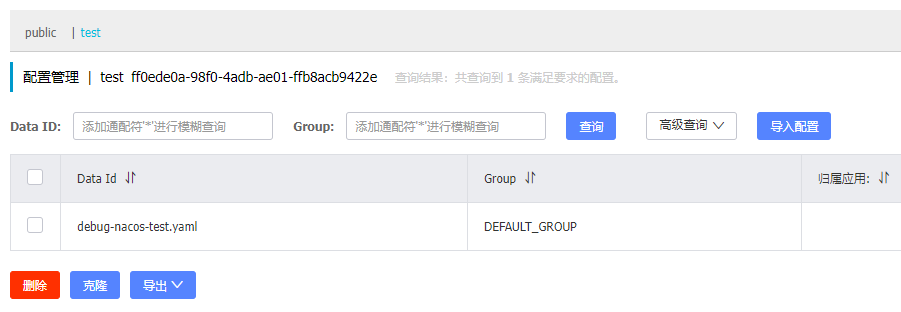 public | test
配置管理 | test ff0ede0a-98f0-4adb-ae01-ffb8acb9422e 查询结果：共查询到 1 条满足要求的配置。
Data ID: 添加通配符'*'进行模糊查询 Group: 添加通配符'*'进行模糊查询 查询 高级查询 导入配置
Data Id Group 归属应用:
debug-nacos-test.yaml DEFAULT_GROUP
删除 克隆 导出